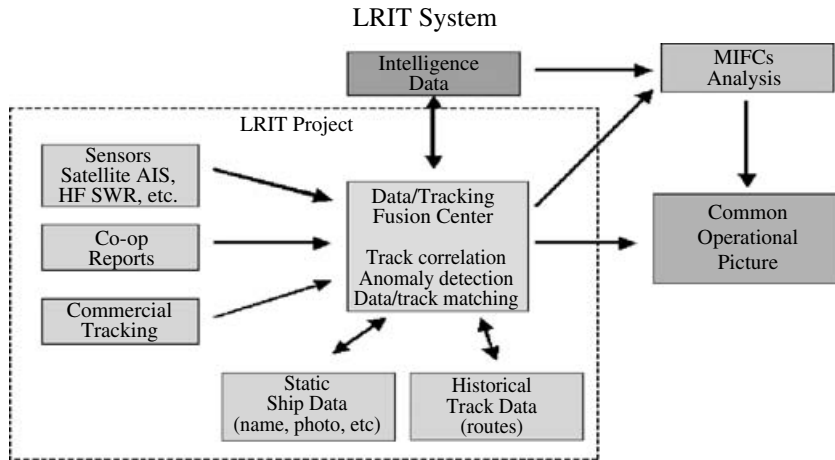 LRIT System
Intelligence
Data
MIFCs
Analysis
LRIT Project
Sensors
Satellite AIS,
HF SWR, etc.
Co-op
Reports
Commercial
Tracking
Data/Tracking
Fusion Center
Track correlation
Anomaly detection
Data/track matching
Common
Operational
Picture
Static
Ship Data
(name, photo, etc)
Historical
Track Data
(routes)